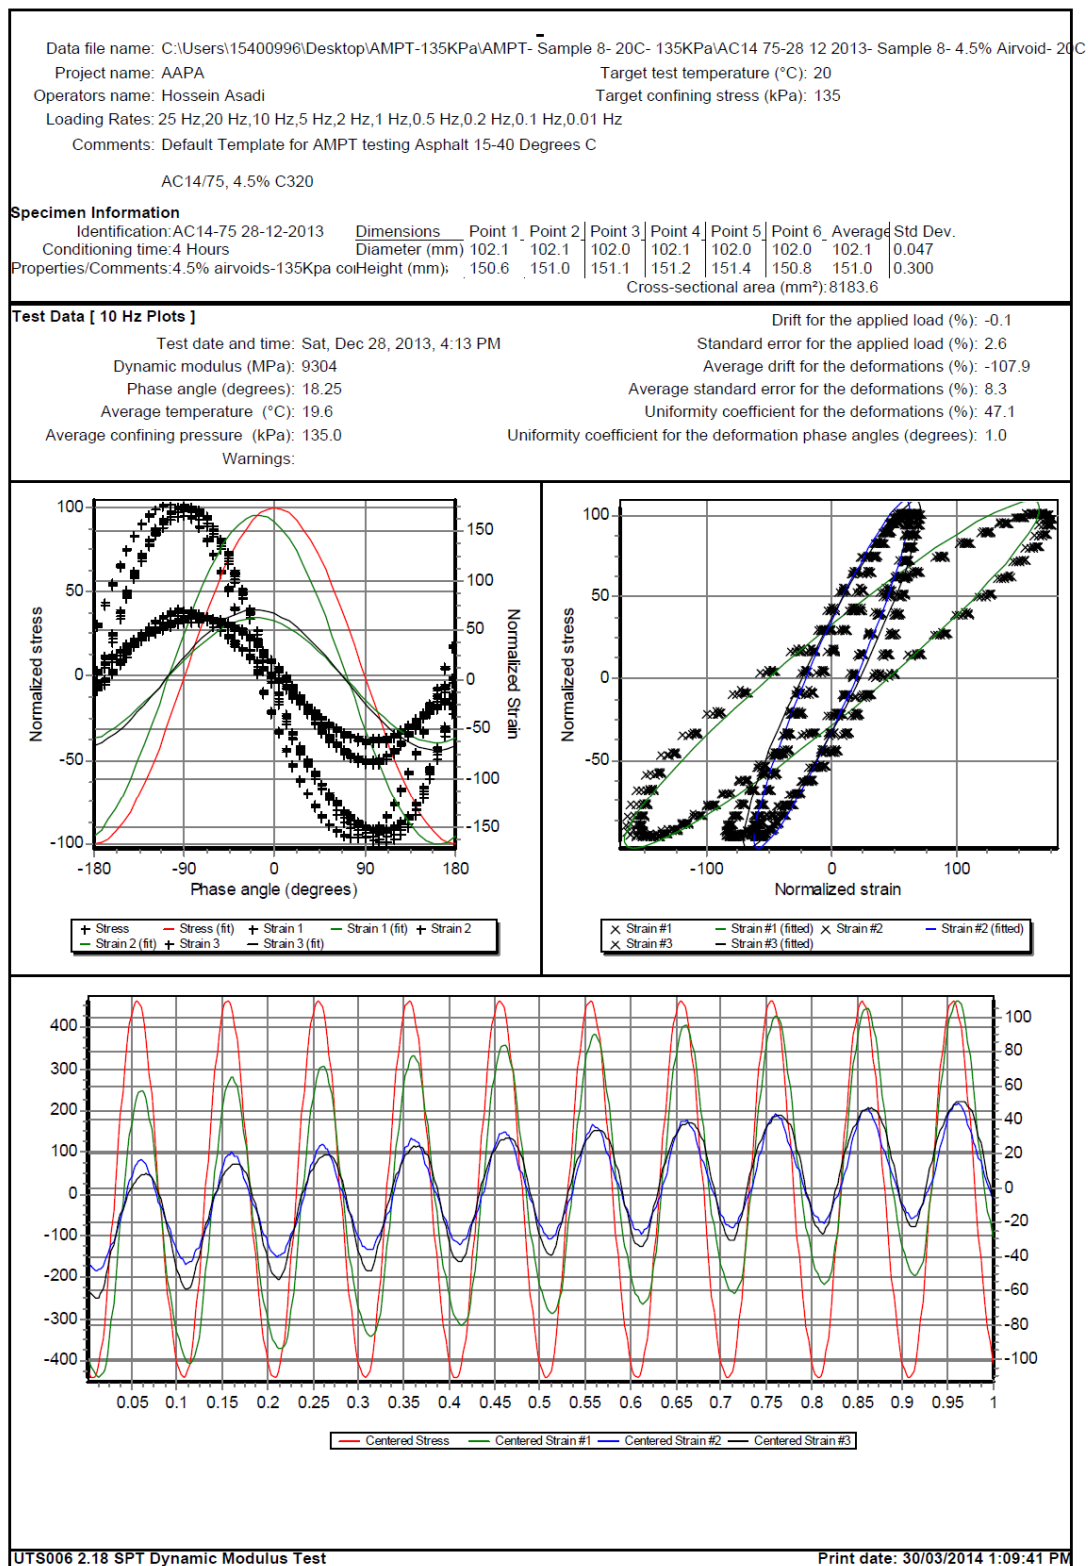 Data file name: C:\Users\15400996\Desktop\AMPT-135KPa\AMPT- Sample 8- 20C- 135KPa\AC14 75-28 12 2013- Sample 8- 4.5% Airvoid- 20C
Project name: AAPA Target test temperature (°C): 20
Operators name: Hossein Asadi Target confining stress (kPa): 135
Loading Rates: 25 Hz,20 Hz,10 Hz,5 Hz,2 Hz,1 Hz,0.5 Hz,0.2 Hz,0.1 Hz,0.01 Hz
Comments: Default Template for AMPT testing Asphalt 15-40 Degrees C
AC14/75, 4.5% C320
Specimen Information
Identification: AC14-75 28-12-2013 Dimensions Point 1 Point 2 Point 3 Point 4 Point 5 Point 6 Average Std Dev.
Conditioning time: 4 Hours Diameter (mm) 102.1 102.1 102.0 102.1 102.0 102.0 102.1 0.047
Properties/Comments: 4.5% airvoids-135Kpa Height (mm): 150.6 151.0 151.1 151.2 151.4 150.8 151.0 0.300
Cross-sectional area (mm²): 8183.6
Test Data [ 10 Hz Plots ] Drift for the applied load (%): -0.1
Test date and time: Sat, Dec 28, 2013, 4:13 PM Standard error for the applied load (%): 2.6
Dynamic modulus (MPa): 9304 Average drift for the deformations (%): -107.9
Phase angle (degrees): 18.25 Average standard error for the deformations (%): 8.3
Average temperature (°C): 19.6 Uniformity coefficient for the deformations (%): 47.1
Average confining pressure (kPa): 135.0 Uniformity coefficient for the deformation phase angles (degrees): 1.0
Warnings:
100
50
0
-50
-100
Normalized stress
150
100
50
0
-50
-100
-150
Normalized Strain
-180 -90 0 90 180
Phase angle (degrees)
Stress Stress (fit) Strain 1 Strain 1 (fit) Strain 2
Strain 2 (fit) Strain 3 Strain 3 (fit)
100
50
0
-50
Normalized stress
-100 0 100
Normalized strain
Strain #1 Strain #1 (fitted) Strain #2 Strain #2 (fitted)
Strain #3 Strain #3 (fitted)
400
300
200
100
0
-100
-200
-300
-400
100
80
60
40
20
0
-20
-40
-60
-80
-100
0.05 0.1 0.15 0.2 0.25 0.3 0.35 0.4 0.45 0.5 0.55 0.6 0.65 0.7 0.75 0.8 0.85 0.9 0.95 1
Centered Stress Centered Strain #1 Centered Strain #2 Centered Strain #3
UTS006 2.18 SPT Dynamic Modulus Test Print date: 30/03/2014 1:09:41 PM